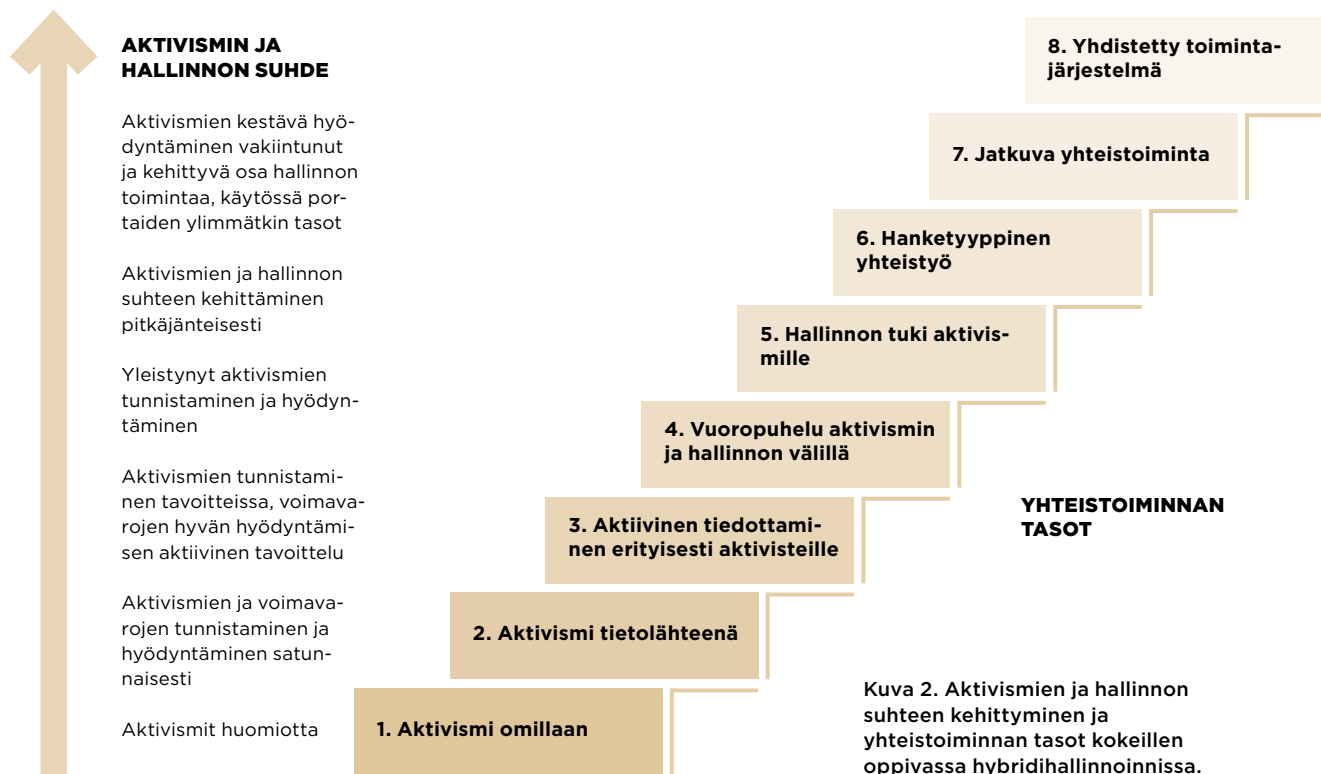 AKTIVISMIN JA
HALLINNON SUHDE
Aktivismien kestävä hyö-
dyntäminen vakiintunut
ja kehittyvä osa hallinnon
toimintaa, käytössä por-
taiden ylimmätkin tasot
Aktivismien ja hallinnon
suhteen kehittäminen
pitkäjänteisesti
Yleistynyt aktivismien
tunnistaminen ja hyödyn-
täminen
Aktivismien tunnistami-
nen tavoitteissa, voimava-
rojen hyvän hyödyntämi-
sen aktiivinen tavoittelu
Aktivismien ja voimava-
rojen tunnistaminen ja
hyödyntäminen satun-
naisesti
Aktivismit huomiotta
8. Yhdistetty toiminta-
järjestelmä
7. Jatkuva yhteistoiminta
6. Hanketyyppinen
yhteistyö
5. Hallinnon tuki aktivis-
mille
4. Vuoropuhelu aktivismin
ja hallinnon välillä
3. Aktiivinen tiedottami-
nen erityisesti aktivisteille
2. Aktivismi tietolähteenä
1. Aktivismi omillaan
YHTEISTOIMINNAN
TASOT
Kuva 2. Aktivismien ja hallinnon
suhteen kehittyminen ja
yhteistoiminnan tasot kokeillen
oppivassa hybridihallinnoinnissa.